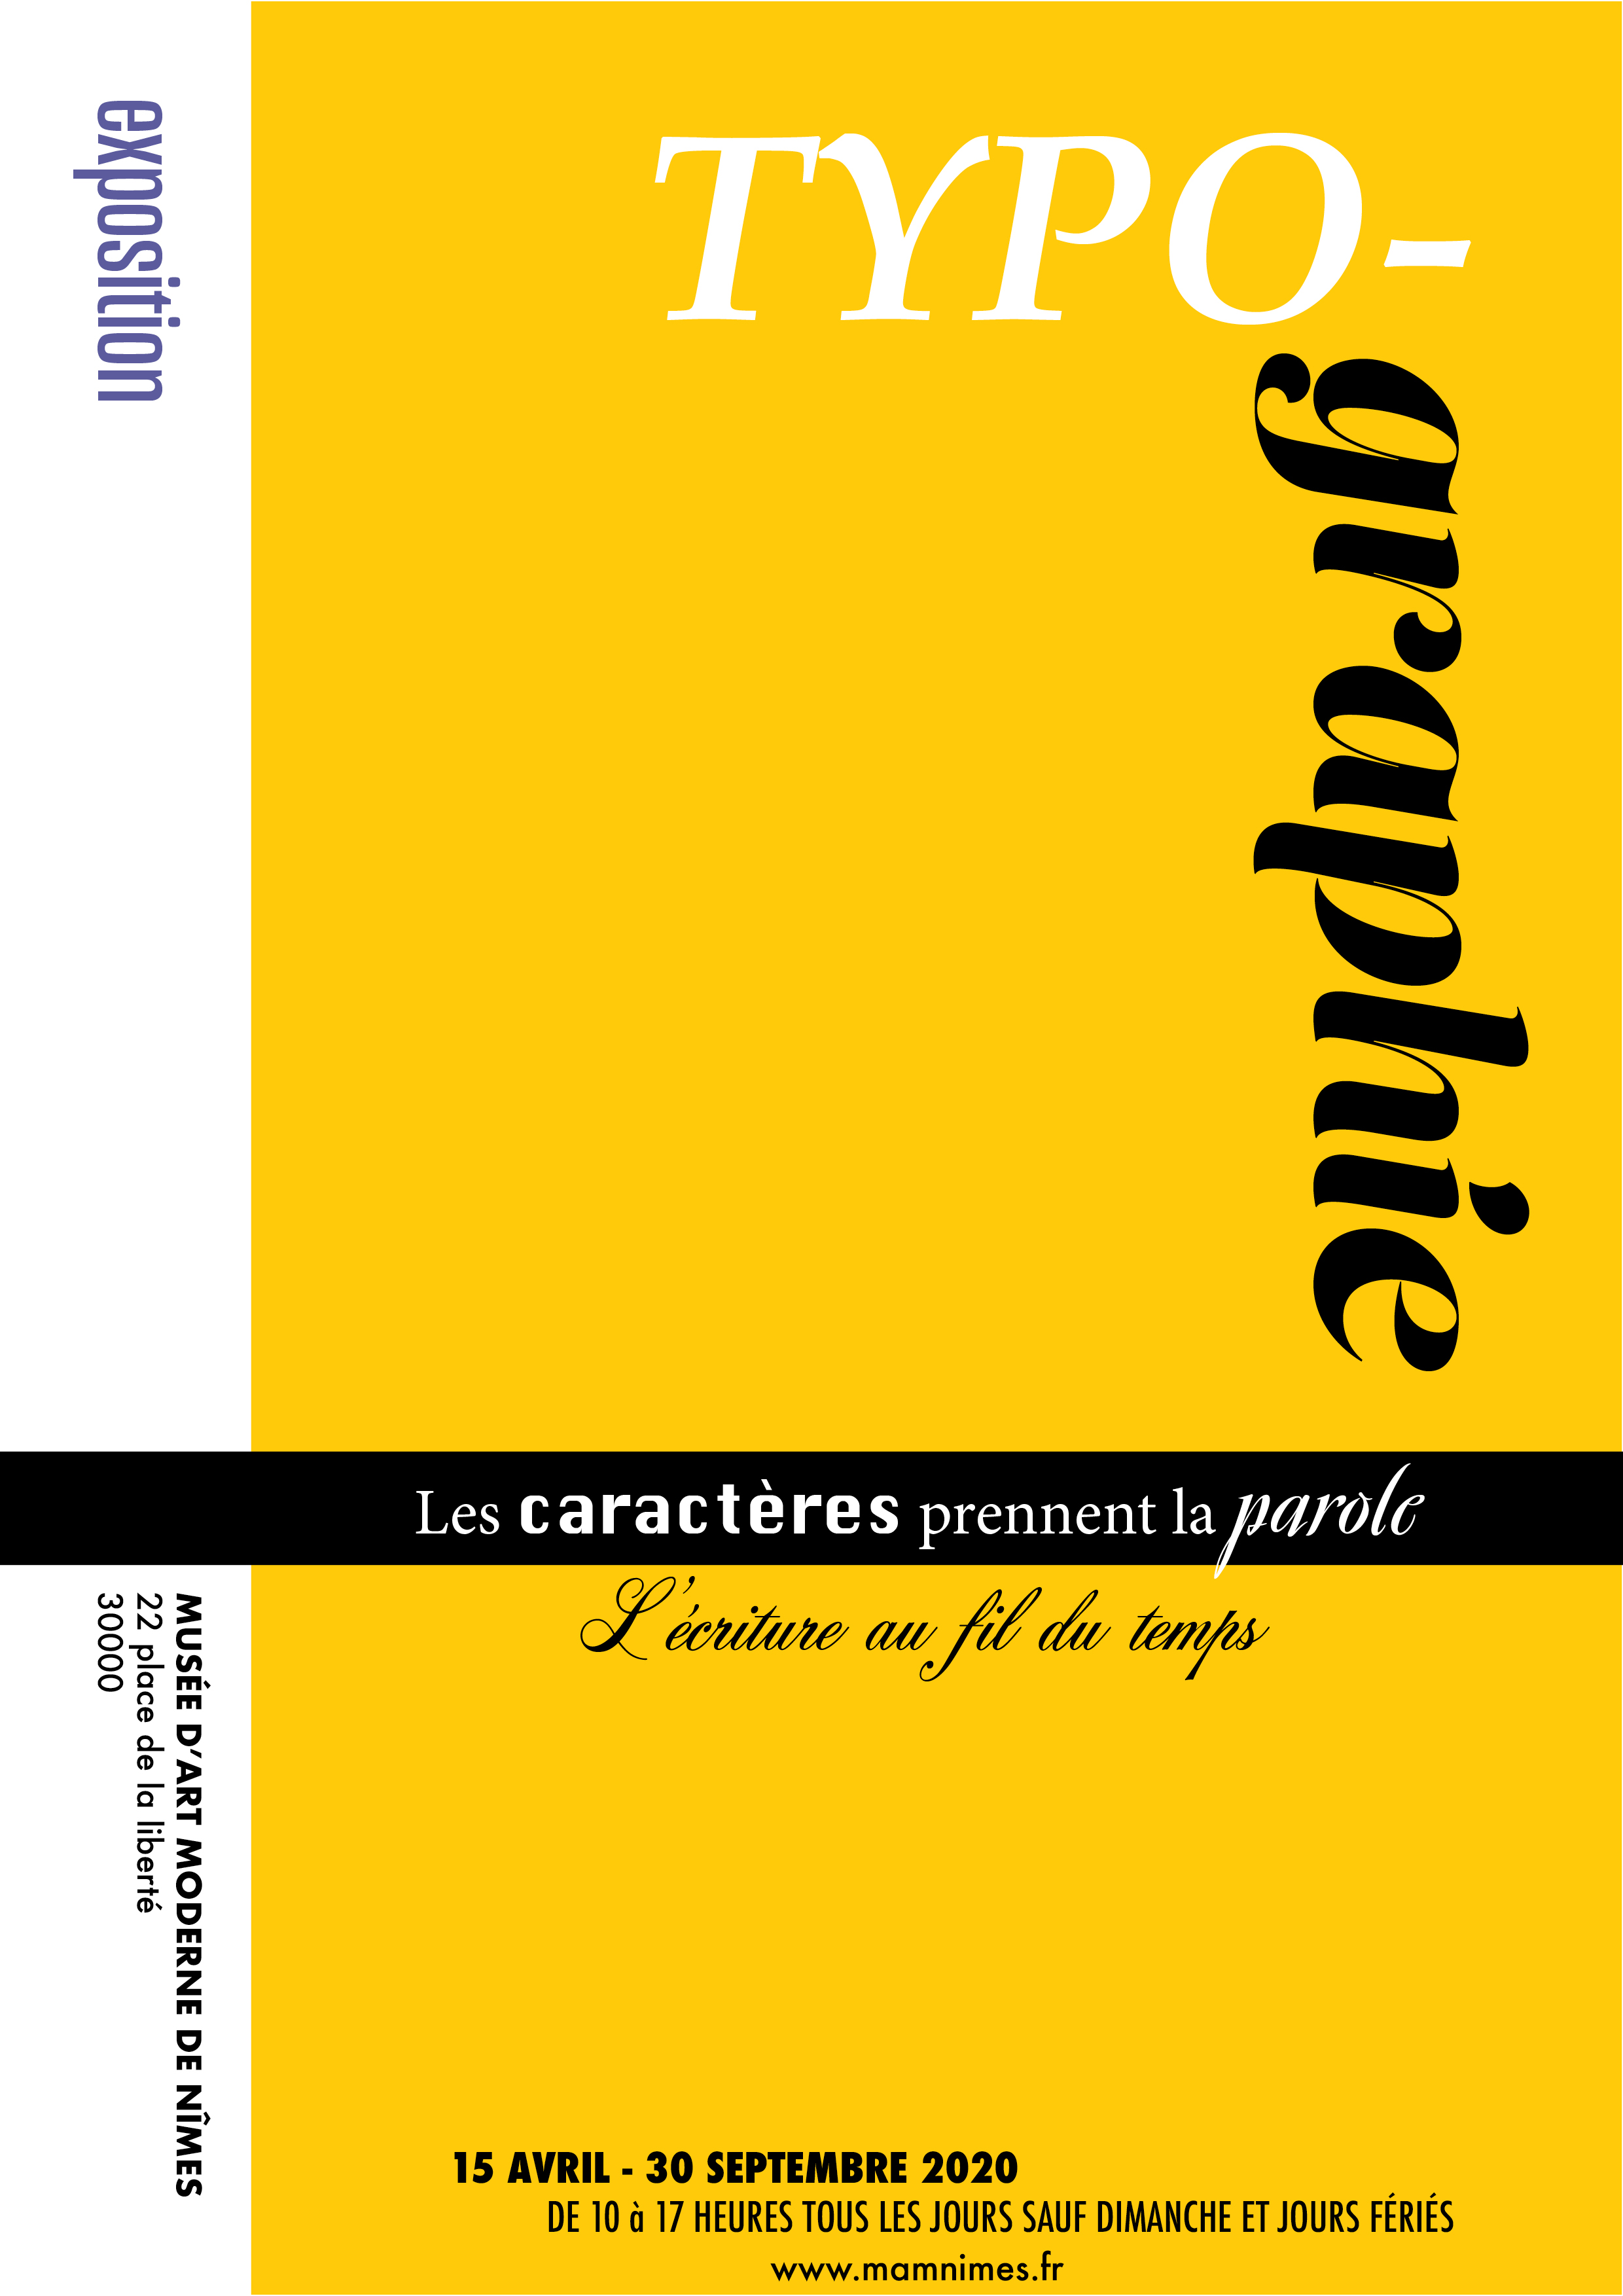 exposition
TYPO-
graphie
Les caractères prennent la parole
L'écriture au fil du temps
MUSÉE D'ART MODERNE DE NÎMES
22 place de la liberté
30000
15 AVRIL - 30 SEPTEMBRE 2020
DE 10 à 17 HEURES TOUS LES JOURS SAUF DIMANCHE ET JOURS FÉRIÉS
www.mamnimes.fr